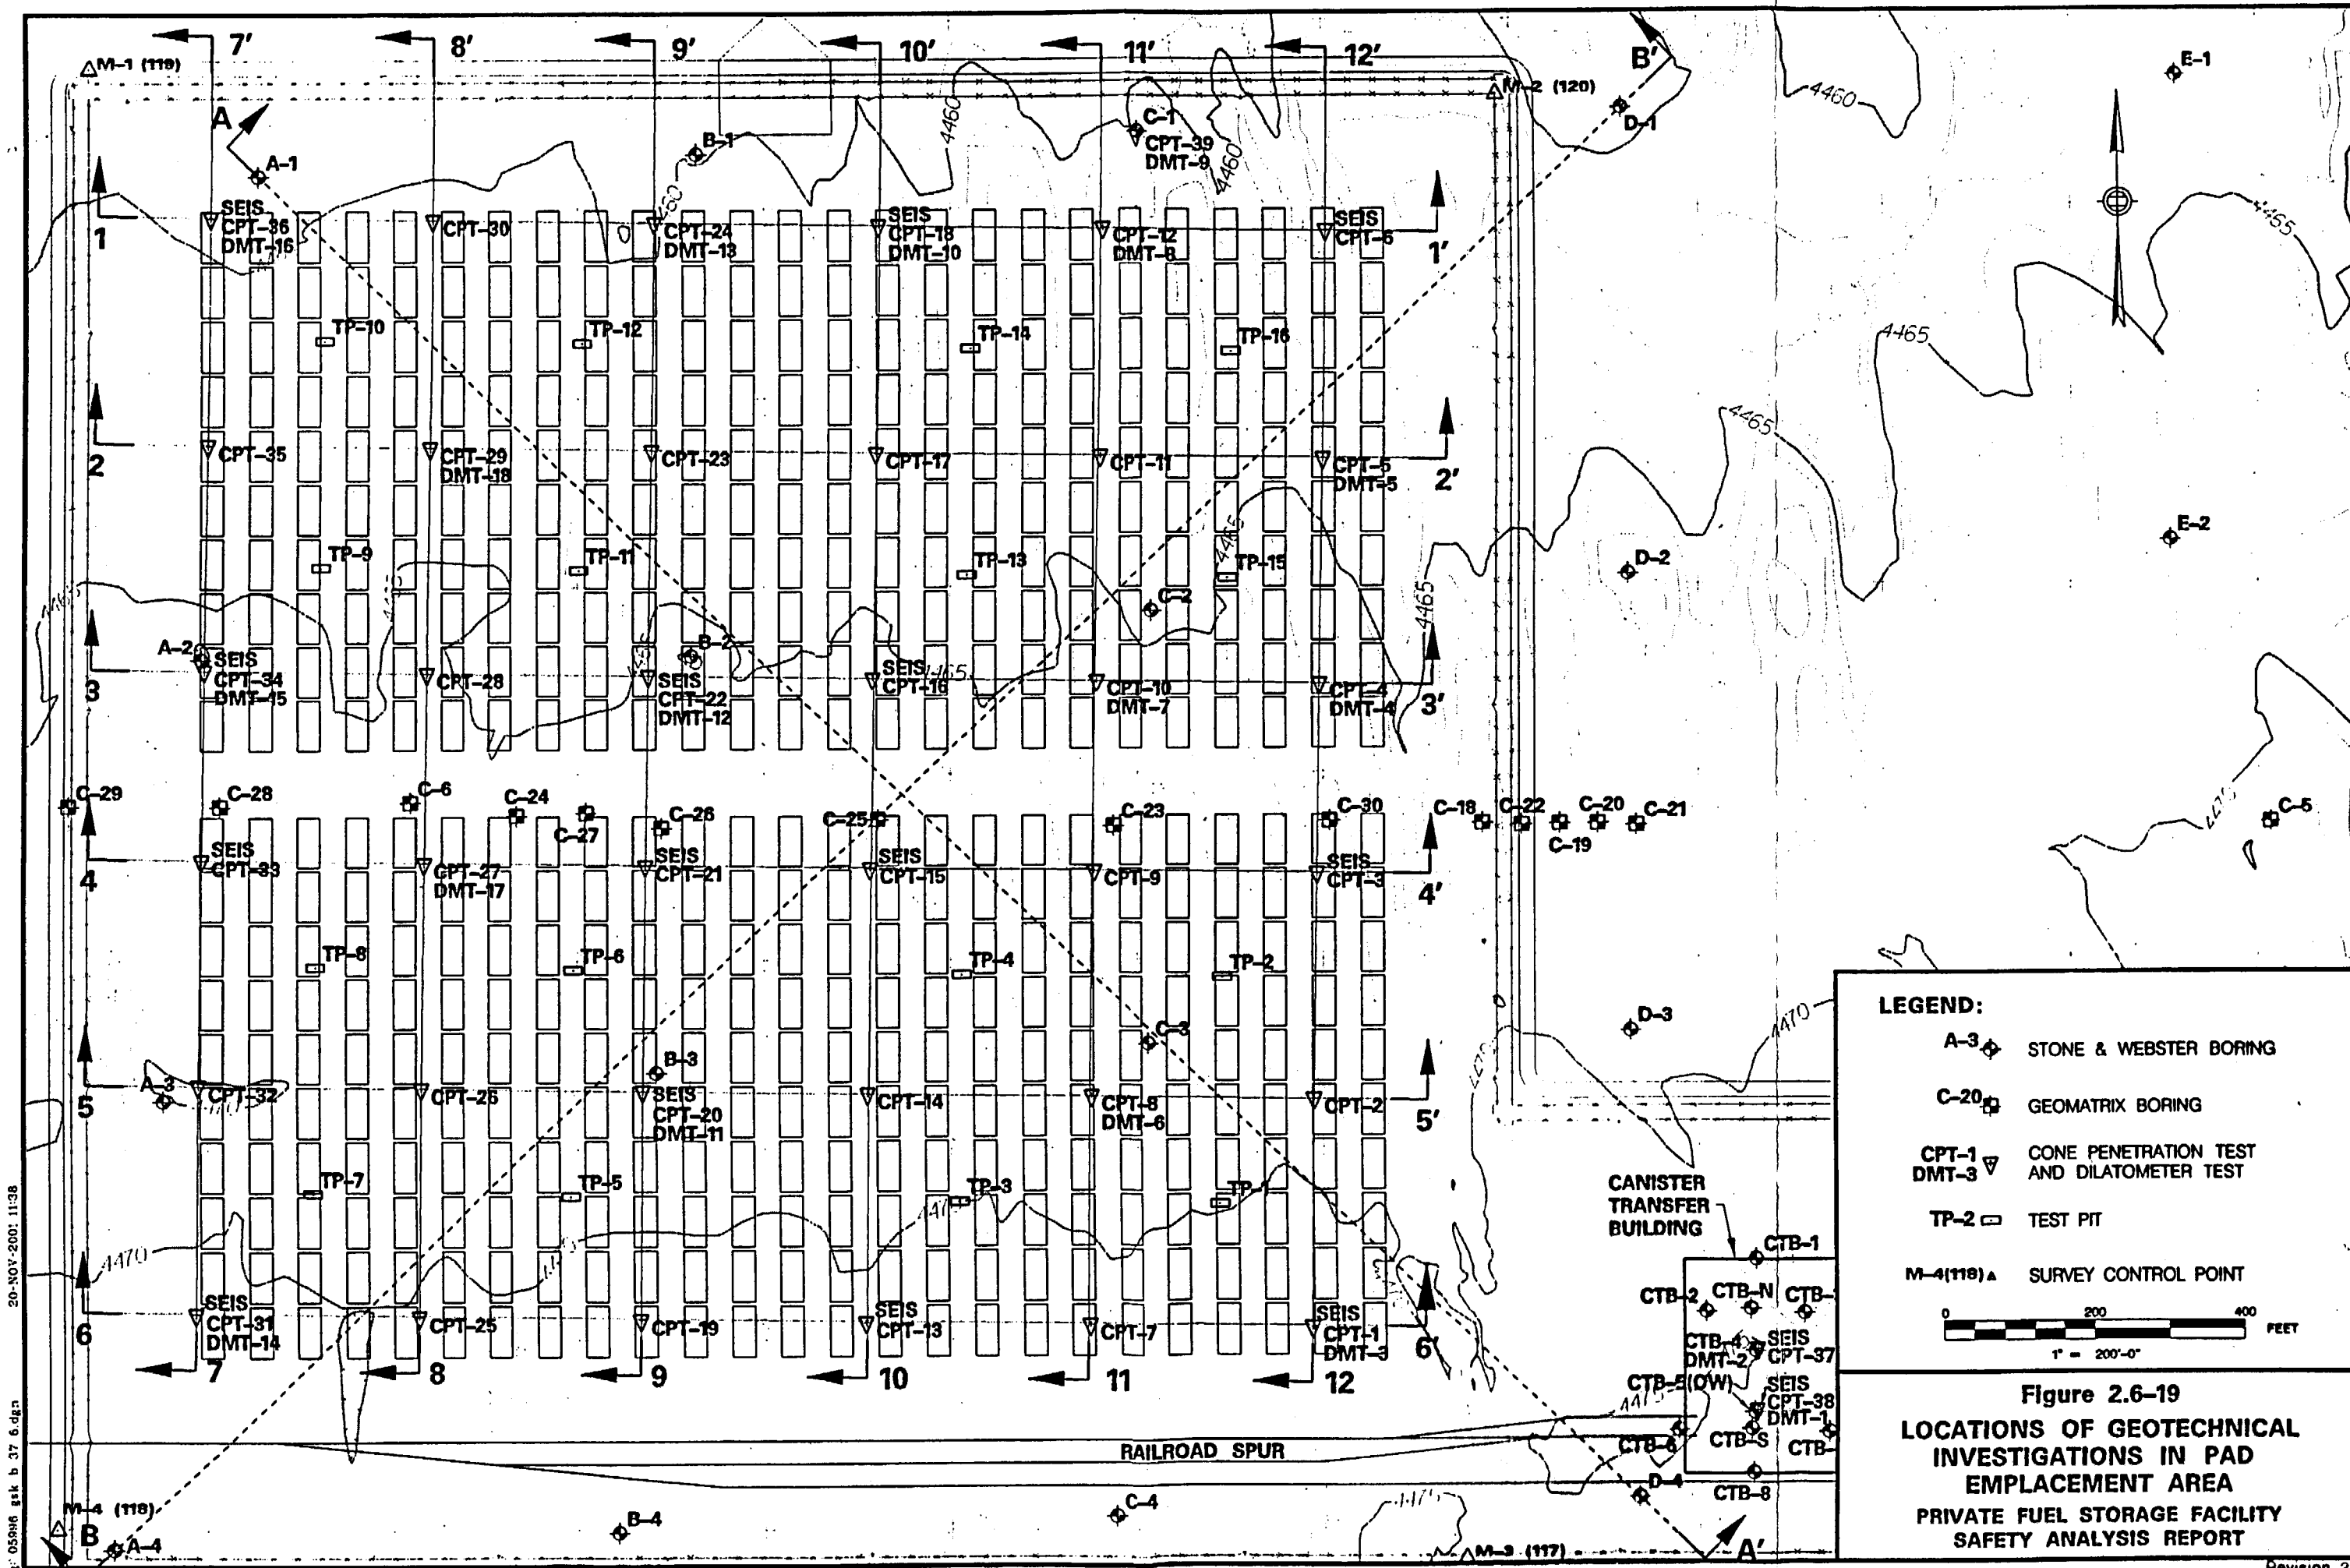 7'
8'
9'
10'
11'
12'
B'
M-1 (119)
M-2 (120)
E-1
4460
D-1
A
A-1
B-1
4460
C-1
CPT-39
DMT-9
4460
4465
1
SEIS
CPT-36
DMT-16
CPT-30
CPT-24
DMT-13
SEIS
CPT-18
DMT-10
CPT-12
DMT-8
SEIS
CPT-6
1'
TP-10
TP-12
TP-14
TP-16
4465
4465
2
CPT-35
CPT-29
DMT-18
CPT-23
CPT-17
CPT-11
CPT-5
DMT-5
2'
4465
E-2
TP-9
TP-11
TP-13
TP-15
D-2
4465
C-2
4465
A-2
B-2
3
SEIS
CPT-34
DMT-15
CPT-28
SEIS
CPT-22
DMT-12
SEIS
CPT-16
4465
CPT-10
DMT-7
CPT-4
DMT-4
3'
C-29
C-28
C-6
C-24
C-27
C-26
C-25
C-23
C-30
C-18
C-22
C-19
C-20
C-21
C-5
4475
4
SEIS
CPT-33
CPT-27
DMT-17
SEIS
CPT-21
SEIS
CPT-15
CPT-9
SEIS
CPT-3
4'
TP-8
TP-6
TP-4
TP-2
C-3
D-3
4470
B-3
A-3
5
CPT-32
CPT-26
SEIS
CPT-20
DMT-11
CPT-14
CPT-8
DMT-6
CPT-2
5'
TP-7
TP-5
TP-3
TP-1
4470
CANISTER
TRANSFER
BUILDING
CTB-1
CTB-2
CTB-N
6
SEIS
CPT-31
DMT-14
CPT-25
CPT-19
SEIS
CPT-13
CPT-7
SEIS
CPT-1
DMT-3
6'
CTB-4
DMT-2
SEIS
CPT-37
CTB-5(OW)
SEIS
CPT-38
DMT-1
4475
CTB-6
CTB-S
CTB-8
7
8
9
10
11
12
RAILROAD SPUR
M-4 (118)
B
A-4
B-4
C-4
D-4
M-3 (117)
A'
LEGEND:
A-3 STONE & WEBSTER BORING
C-20 GEOMATRIX BORING
CPT-1
DMT-3
CONE PENETRATION TEST
AND DILATOMETER TEST
TP-2 TEST PIT
M-4(118) SURVEY CONTROL POINT
0 200 400
FEET
1" = 200'-0"
Figure 2.6-19
LOCATIONS OF GEOTECHNICAL
INVESTIGATIONS IN PAD
EMPLACEMENT AREA
PRIVATE FUEL STORAGE FACILITY
SAFETY ANALYSIS REPORT
20-NOV-2001 11:38